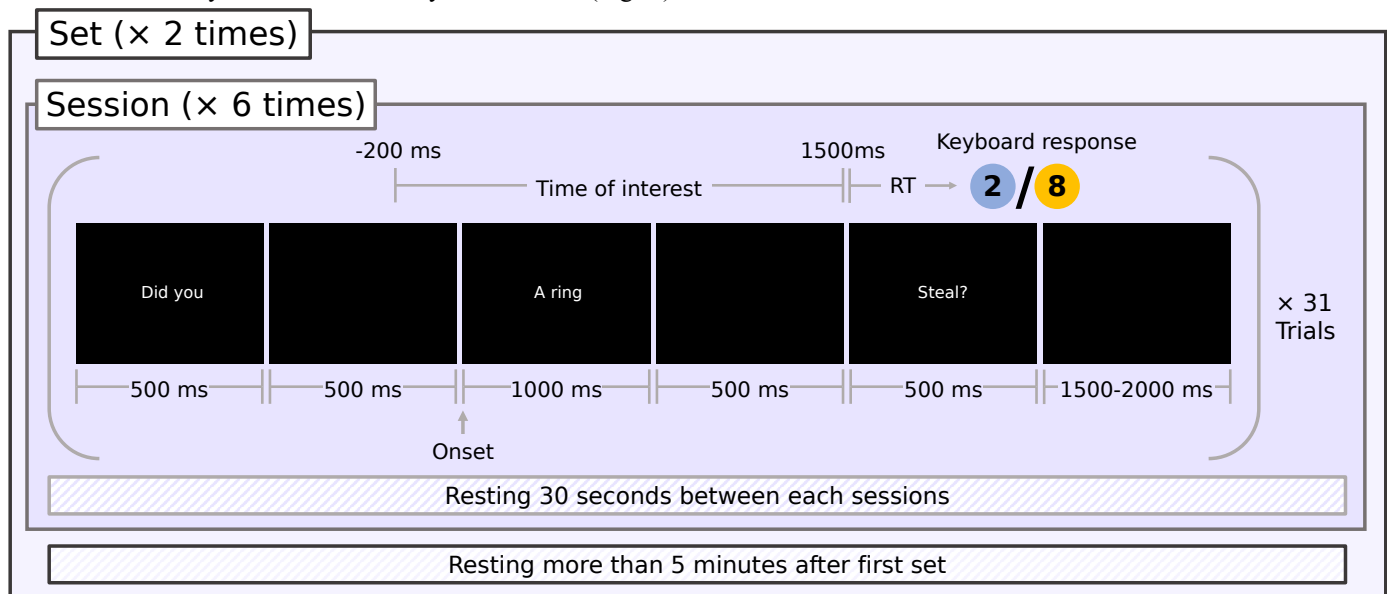 Set (× 2 times)
Session (× 6 times)
-200 ms
1500ms
Keyboard response
Time of interest
RT
2/8
Did you
A ring
Steal?
× 31
Trials
500 ms
500 ms
1000 ms
500 ms
500 ms
1500-2000 ms
Onset
Resting 30 seconds between each sessions
Resting more than 5 minutes after first set